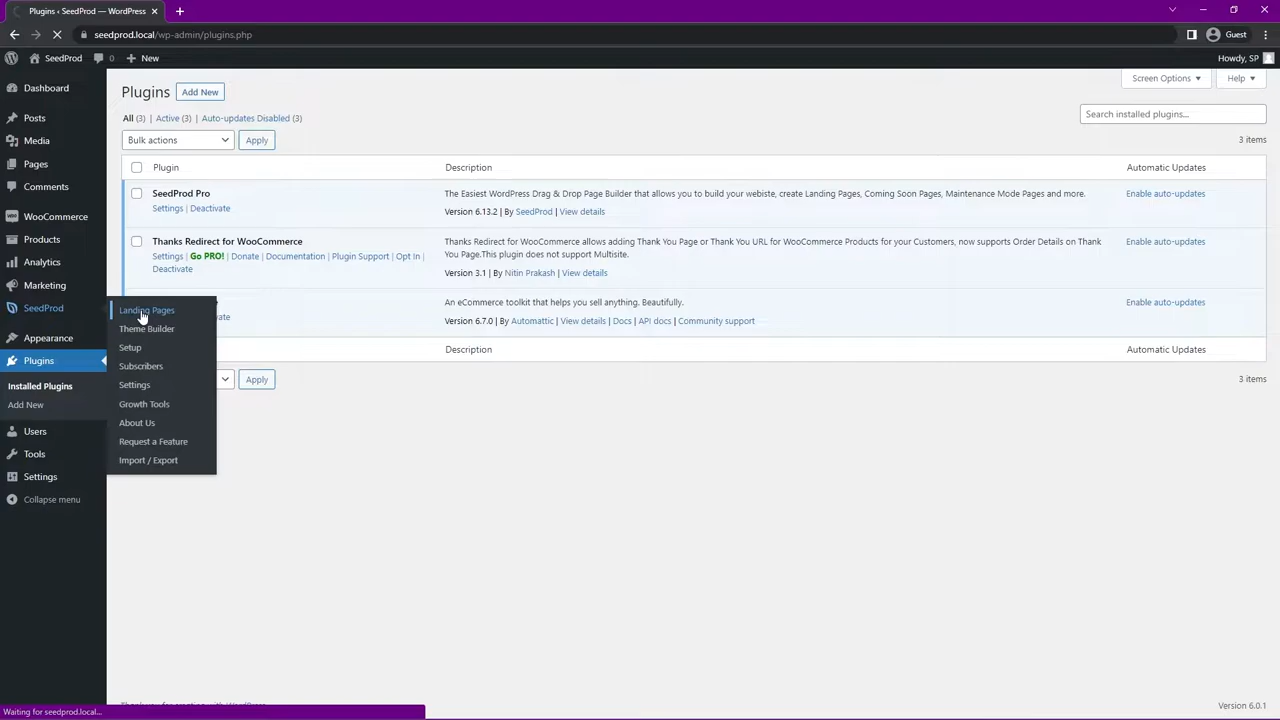 Plugins ‹ SeedProd — WordPress
seedprod.local/wp-admin/plugins.php
Guest
SeedProd 0 New
Howdy, SP
Dashboard
Posts
Media
Pages
Comments
WooCommerce
Products
Analytics
Marketing
SeedProd
Appearance
Plugins
Installed Plugins
Add New
Users
Tools
Settings
Collapse menu
Landing Pages
Theme Builder
Setup
Subscribers
Settings
Growth Tools
About Us
Request a Feature
Import / Export
Screen Options
Help
Plugins Add New
All (3) | Active (3) | Auto-updates Disabled (3)
Search installed plugins...
Bulk actions Apply
3 items
Plugin Description Automatic Updates
SeedProd Pro
Settings | Deactivate
The Easiest WordPress Drag & Drop Page Builder that allows you to build your webiste, create Landing Pages, Coming Soon Pages, Maintenance Mode Pages and more.
Version 6.13.2 | By SeedProd | View details
Enable auto-updates
Thanks Redirect for WooCommerce
Settings | Go PRO! | Donate | Documentation | Plugin Support | Opt In |
Deactivate
Thanks Redirect for WooCommerce allows adding Thank You Page or Thank You URL for WooCommerce Products for your Customers, now supports Order Details on Thank
You Page.This plugin does not support Multisite.
Version 3.1 | By Nitin Prakash | View details
Enable auto-updates
An eCommerce toolkit that helps you sell anything. Beautifully.
Version 6.7.0 | By Automattic | View details | Docs | API docs | Community support
Enable auto-updates
Description Automatic Updates
Apply
3 items
Waiting for seedprod.local...
Version 6.0.1